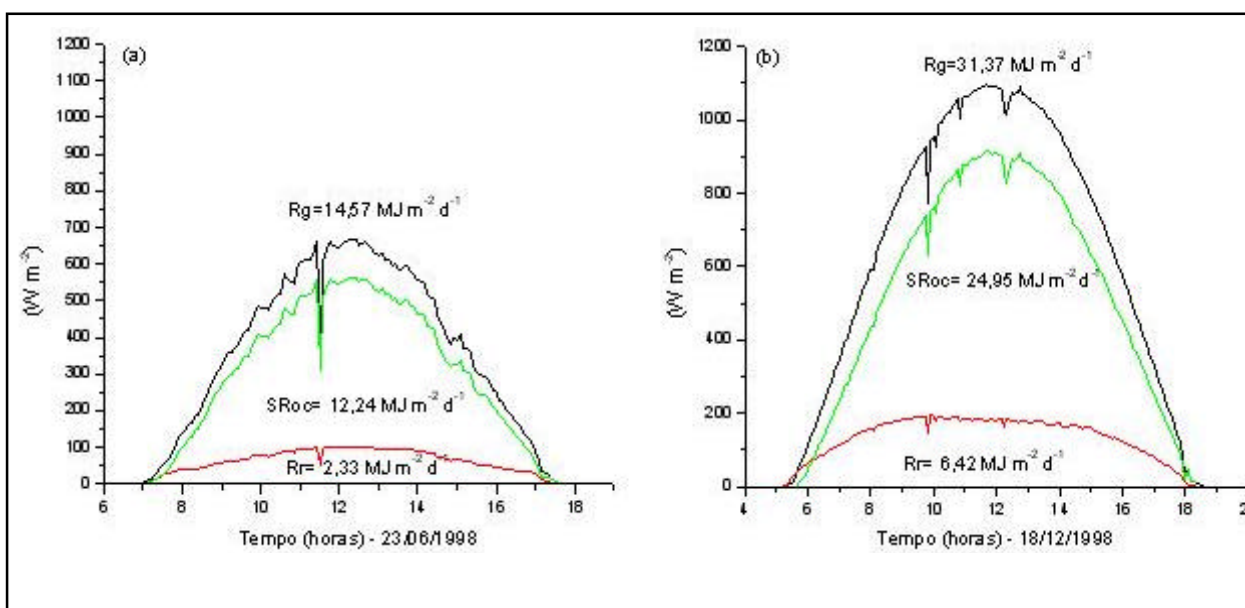 (a)
1200
1100
1000
900
800
700
600
500
400
300
200
100
0
(W m⁻²)
Rg=14,57 MJ m⁻² d⁻¹
SRoc= 12,24 MJ m⁻² d⁻¹
Rr= 2,33 MJ m⁻² d
6 8 10 12 14 16 18
Tempo (horas) - 23/06/1998
(b)
1200
1000
800
600
400
200
0
(W m⁻²)
Rg=31,37 MJ m⁻² d⁻¹
SRoc= 24,95 MJ m⁻² d⁻¹
Rr= 6,42 MJ m⁻² d⁻¹
4 6 8 10 12 14 16 18 2
Tempo (horas) - 18/12/1998